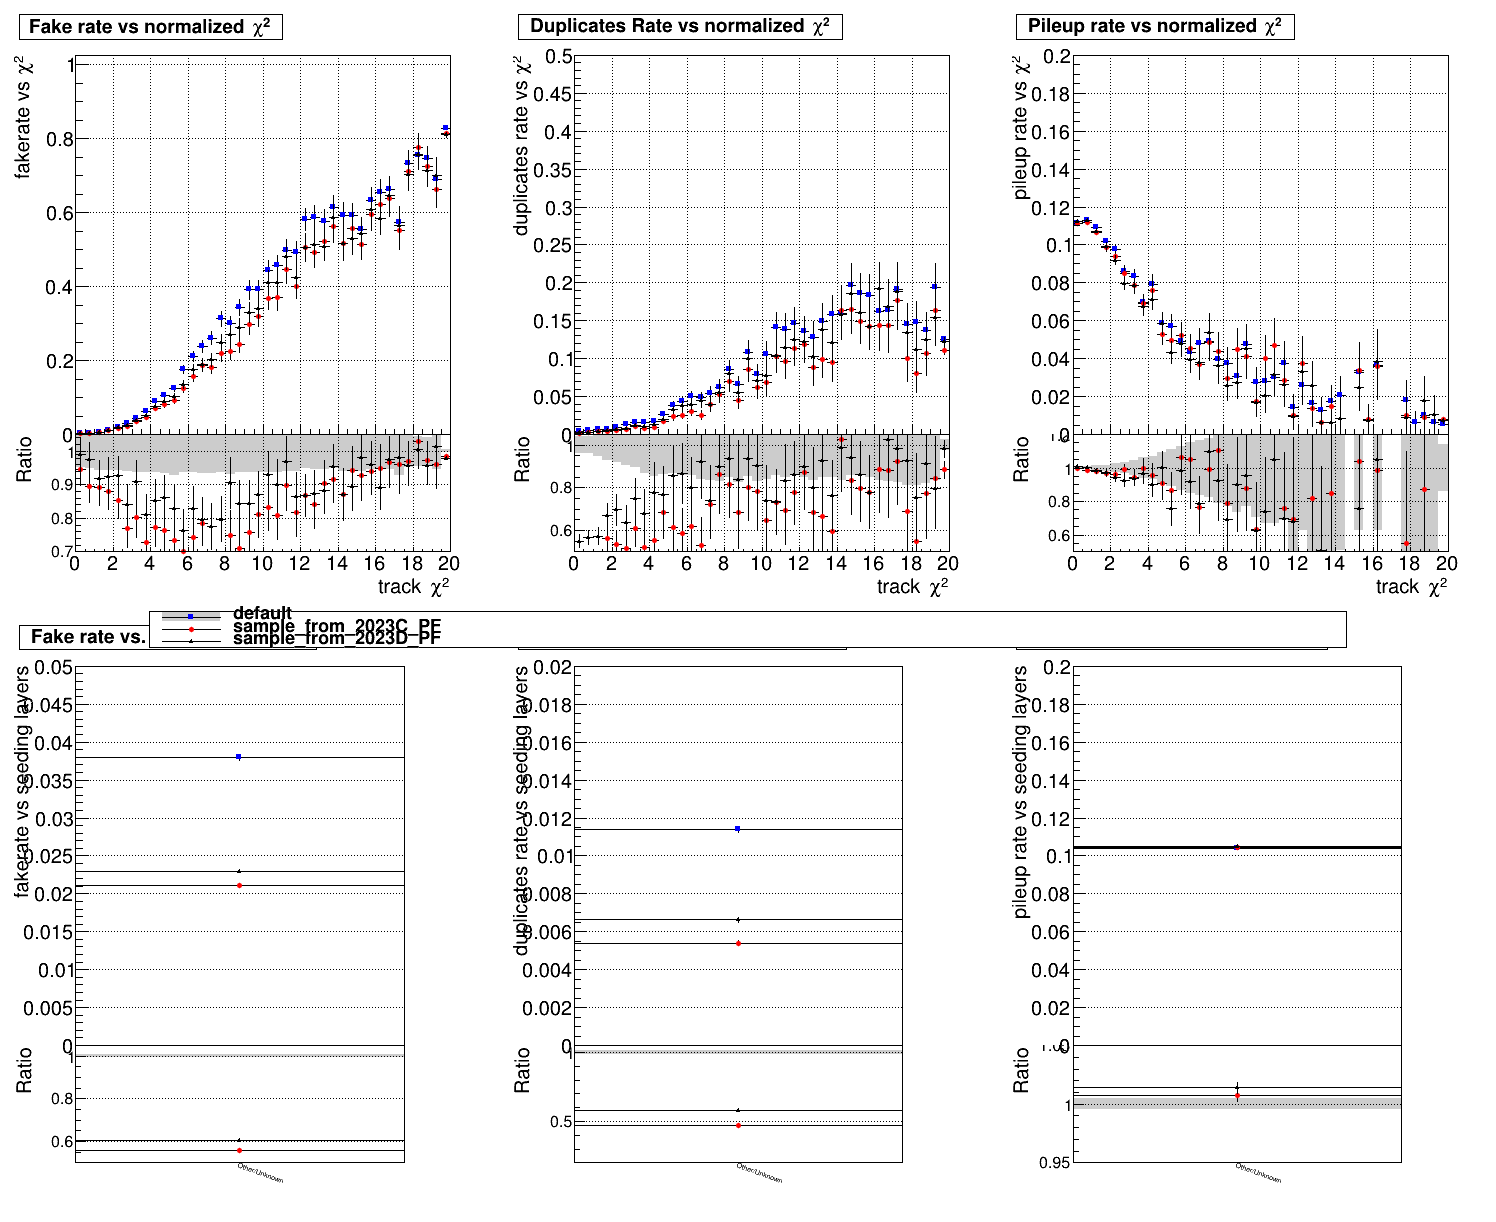 Fake rate vs normalized χ²
Duplicates Rate vs normalized χ²
Pileup rate vs normalized χ²
fakerate vs χ²
1
0.8
0.6
0.4
0.2
0
Ratio
1
0.9
0.8
0.7
0 2 4 6 8 10 12 14 16 18 20
track χ²
duplicates rate vs χ²
0.5
0.45
0.4
0.35
0.3
0.25
0.2
0.15
0.1
0.05
0
Ratio
0.8
0.6
0 2 4 6 8 10 12 14 16 18 20
track χ²
pileup rate vs χ²
0.2
0.18
0.16
0.14
0.12
0.1
0.08
0.06
0.04
0.02
Ratio
1
0.8
0.6
0 2 4 6 8 10 12 14 16 18 20
track χ²
default
sample_from_2023C_PF
sample_from_2023D_PF
Fake rate vs.
fakerate vs seeding layers
0.05
0.045
0.04
0.035
0.03
0.025
0.02
0.015
0.01
0.005
0
Ratio
1
0.8
0.6
Other/Unknown
duplicates rate vs seeding layers
0.02
0.018
0.016
0.014
0.012
0.01
0.008
0.006
0.004
0.002
0
Ratio
1
0.5
Other/Unknown
pileup rate vs seeding layers
0.2
0.18
0.16
0.14
0.12
0.1
0.08
0.06
0.04
0.02
0
Ratio
1
0.95
Other/Unknown